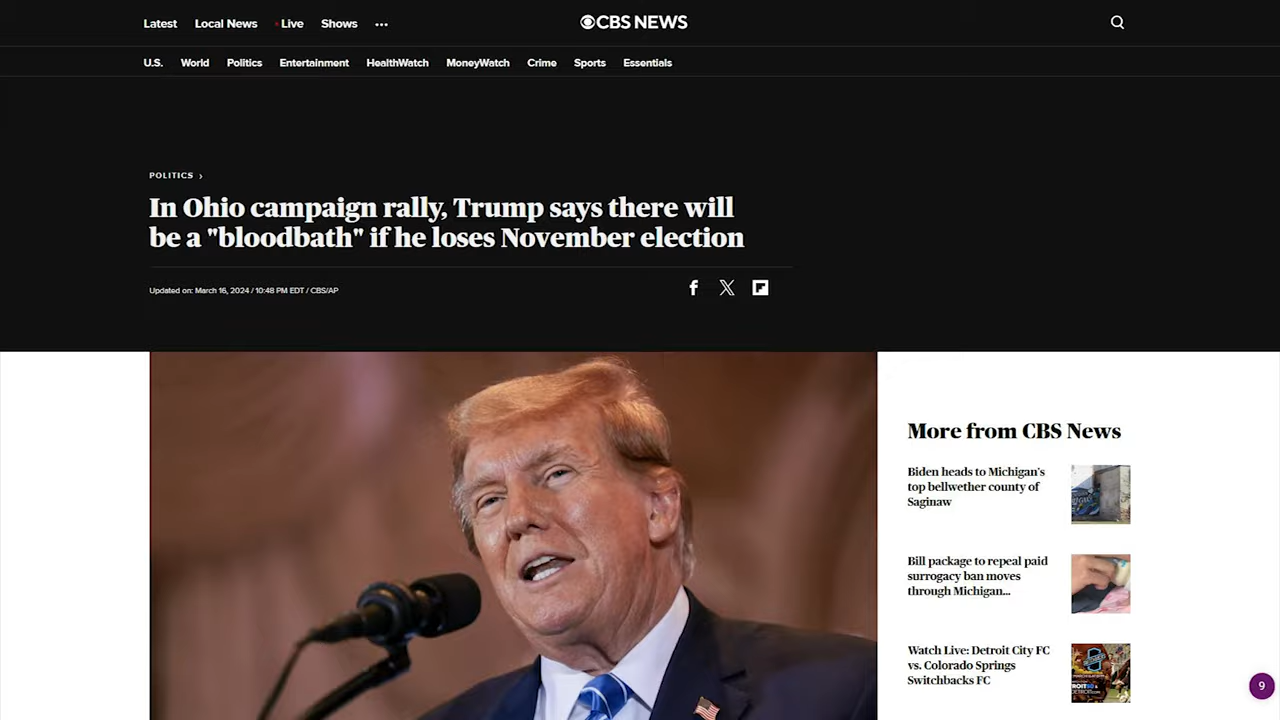 Latest Local News Live Shows ...
CBS NEWS
U.S. World Politics Entertainment HealthWatch MoneyWatch Crime Sports Essentials
POLITICS ›
In Ohio campaign rally, Trump says there will
be a "bloodbath" if he loses November election
Updated on: March 16, 2024 / 10:48 PM EDT / CBS/AP
More from CBS News
Biden heads to Michigan's
top bellwether county of
Saginaw
Bill package to repeal paid
surrogacy ban moves
through Michigan...
Watch Live: Detroit City FC
vs. Colorado Springs
Switchbacks FC
9